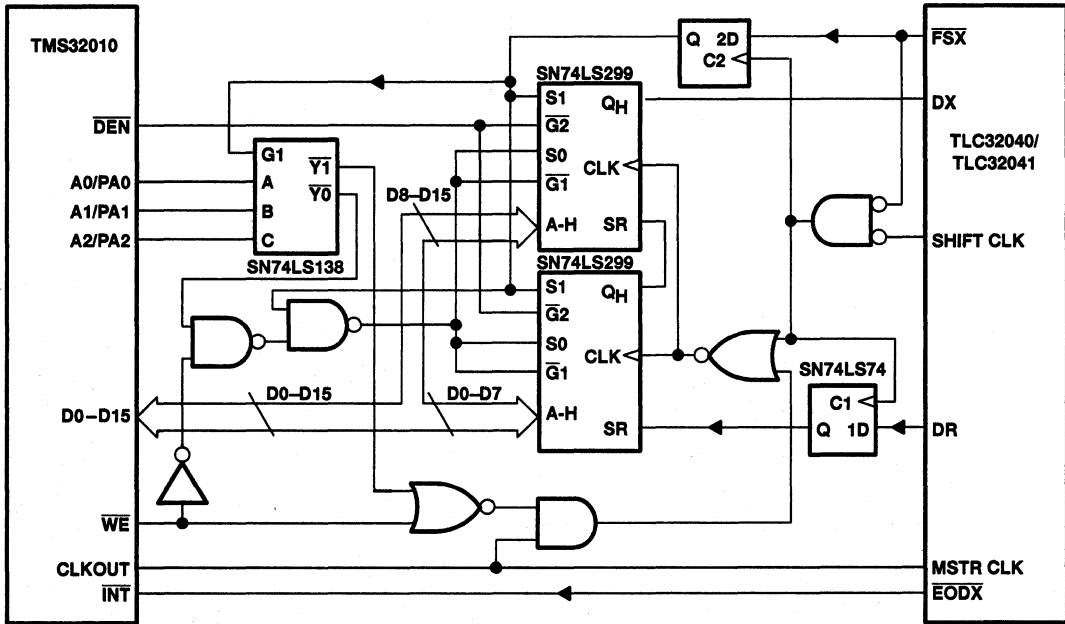 TMS32010
DEN
A0/PA0
A1/PA1
A2/PA2
D0–D15
WE
CLKOUT
INT
G1
A
B
C
Y1
Y0
SN74LS138
D8–D15
D0–D15
D0–D7
SN74LS299
S1
G2
S0
G1
A-H
QH
CLK
SR
SN74LS299
S1
G2
S0
G1
A-H
QH
CLK
SR
Q 2D
C2
SN74LS74
C1
Q 1D
FSX
DX
TLC32040/
TLC32041
SHIFT CLK
DR
MSTR CLK
EODX